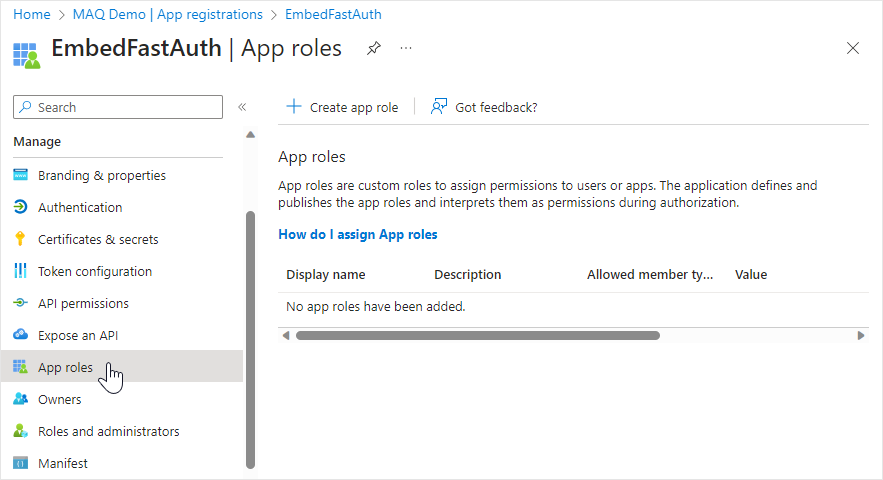 Home > MAQ Demo | App registrations > EmbedFastAuth
EmbedFastAuth | App roles
Search
Manage
Branding & properties
Authentication
Certificates & secrets
Token configuration
API permissions
Expose an API
App roles
Owners
Roles and administrators
Manifest
Create app role
Got feedback?
App roles
App roles are custom roles to assign permissions to users or apps. The application defines and
publishes the app roles and interprets them as permissions during authorization.
How do I assign App roles
Display name Description Allowed member ty... Value
No app roles have been added.